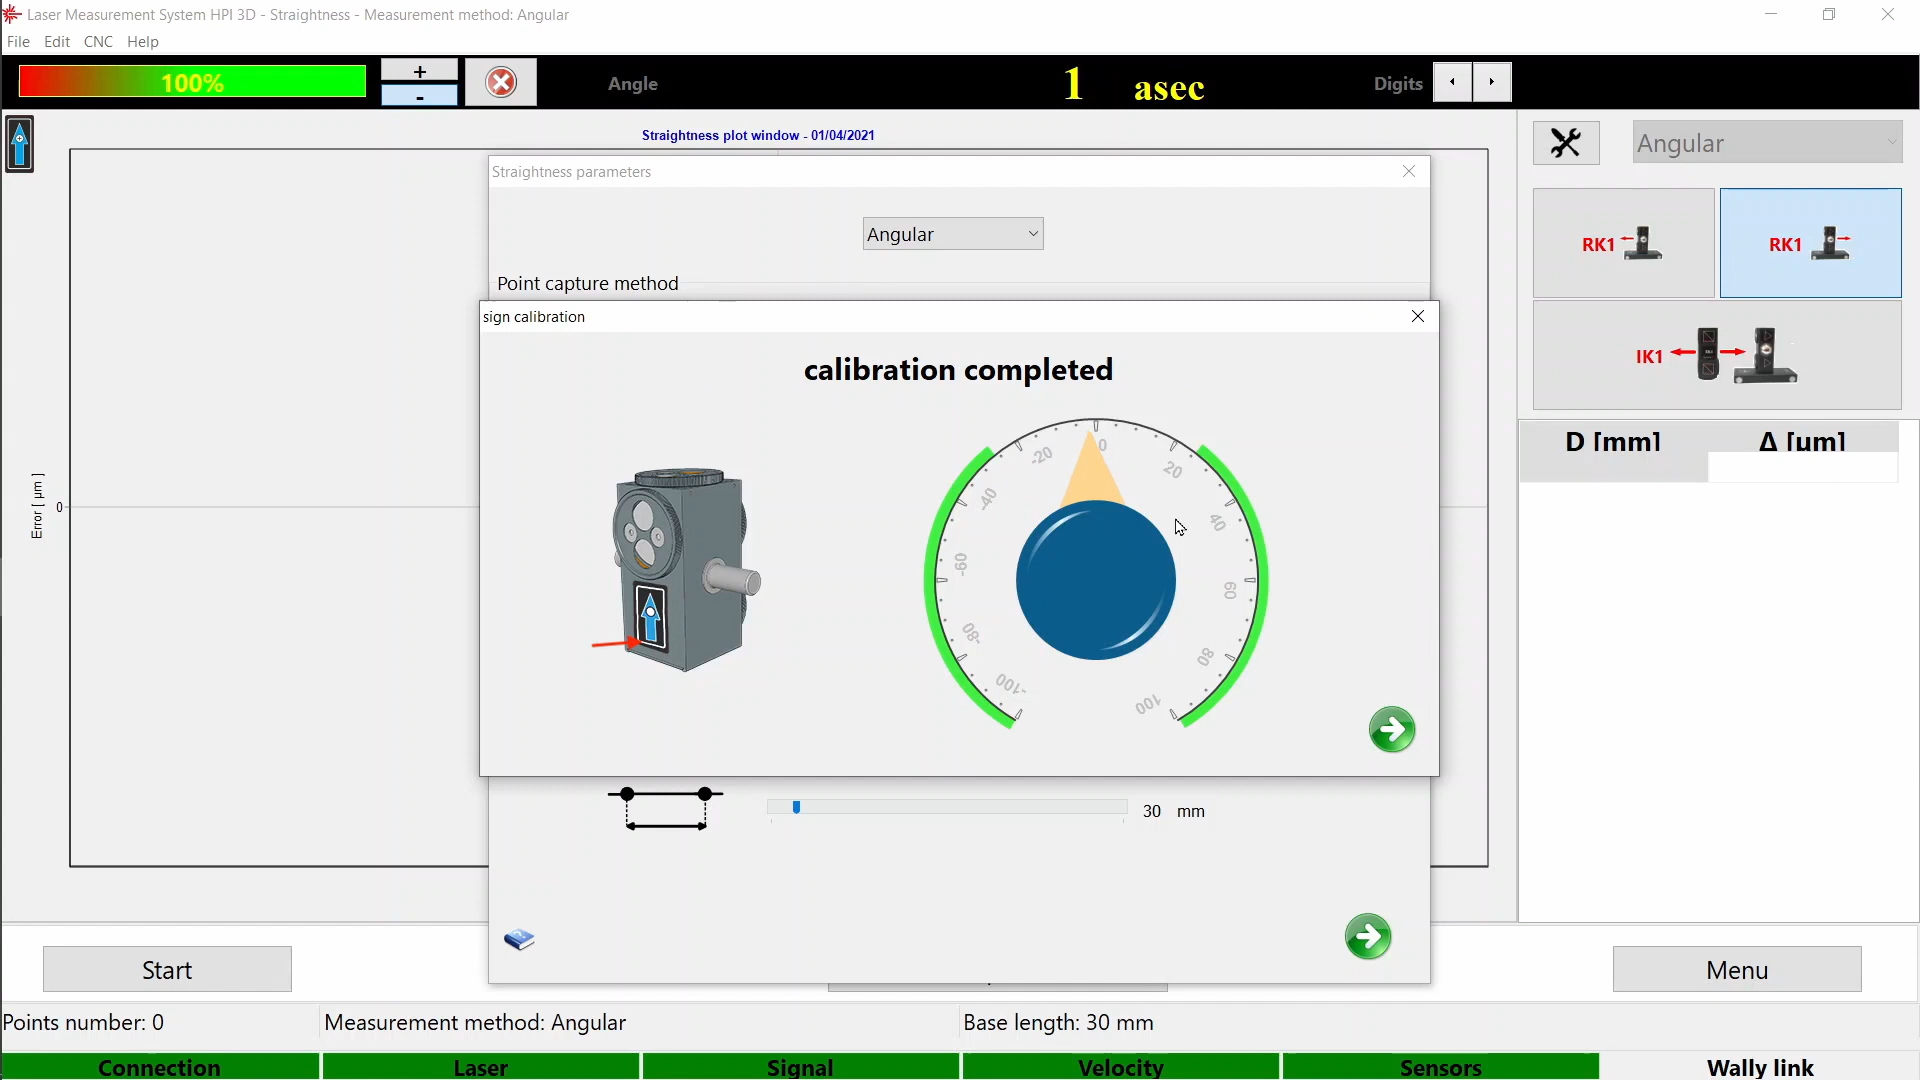 Laser Measurement System HPI 3D - Straightness - Measurement method: Angular
File Edit CNC Help
100%
+
-
Angle
1 asec
Digits
Straightness plot window - 01/04/2021
Angular
Straightness parameters
Angular
RK1
RK1
Point capture method
sign calibration
IK1
calibration completed
D [mm]
Δ [µm]
Error [ µm ]
0
-100
-80
-60
-40
-20
0
20
40
60
80
100
30 mm
Start
Menu
Points number: 0
Measurement method: Angular
Base length: 30 mm
Connection
Laser
Signal
Velocity
Sensors
Wally link